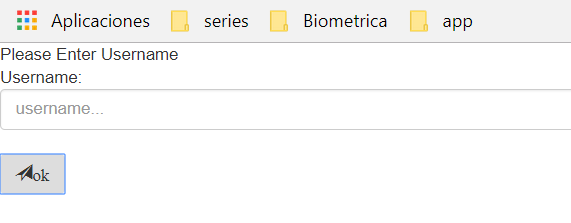 Aplicaciones series Biometrica app
Please Enter Username
Username:
username...
ok